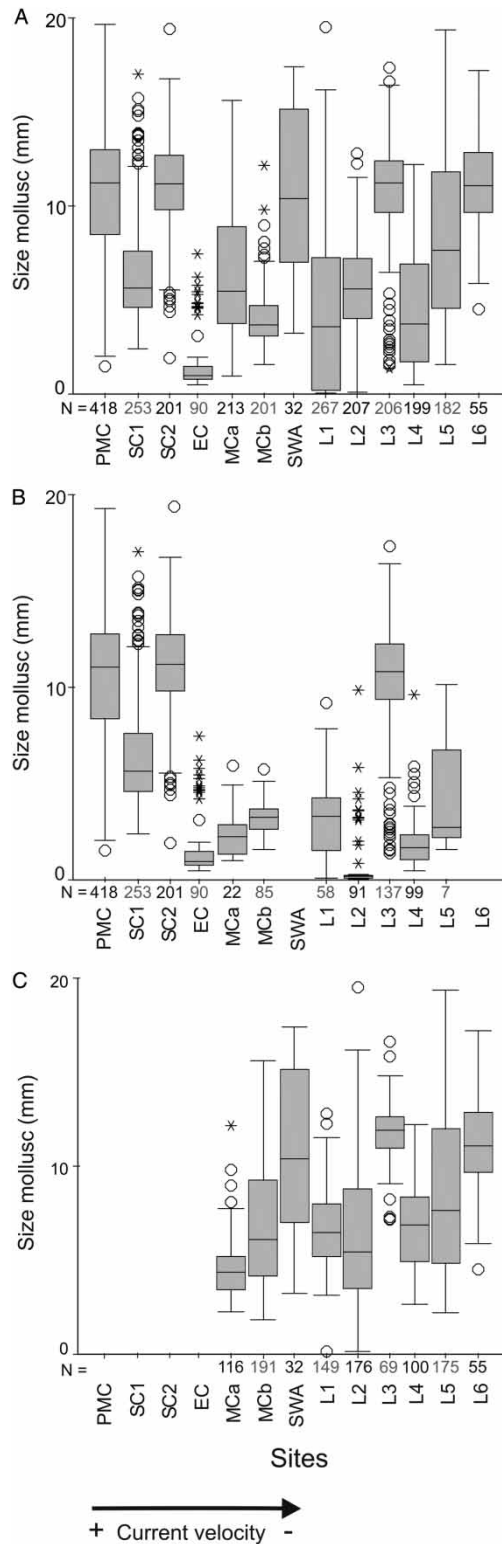 A
20
Size mollusc (mm)
10
0
N = 418 253 201 90 213 201 32 267 207 206 199 182 55
PMC SC1 SC2 EC MCa MCb SWA L1 L2 L3 L4 L5 L6
B
20
Size mollusc (mm)
10
0
N = 418 253 201 90 22 85 58 91 137 99 7
PMC SC1 SC2 EC MCa MCb SWA L1 L2 L3 L4 L5 L6
C
20
Size mollusc (mm)
10
0
N = 116 191 32 149 176 69 100 175 55
PMC SC1 SC2 EC MCa MCb SWA L1 L2 L3 L4 L5 L6
Sites
+ Current velocity -